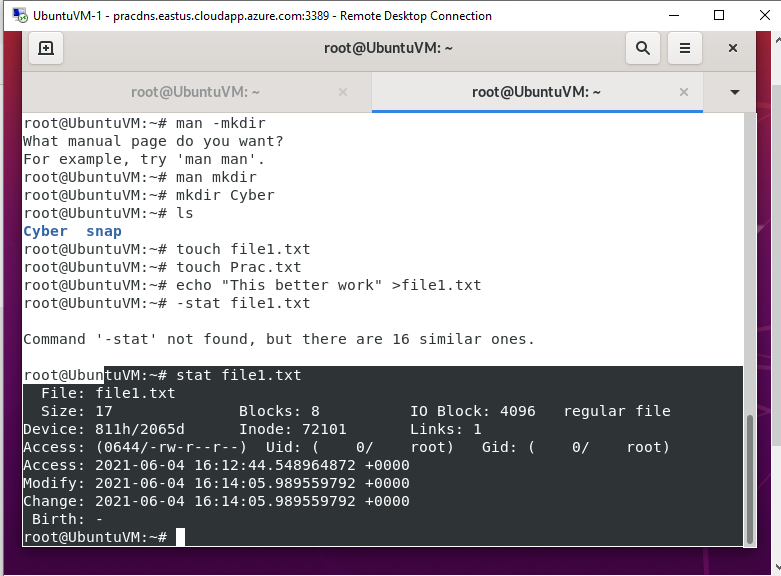 UbuntuVM-1 - pracdns.eastus.cloudapp.azure.com:3389 - Remote Desktop Connection
root@UbuntuVM: ~
root@UbuntuVM: ~ root@UbuntuVM: ~
root@UbuntuVM:~# man -mkdir
What manual page do you want?
For example, try 'man man'.
root@UbuntuVM:~# man mkdir
root@UbuntuVM:~# mkdir Cyber
root@UbuntuVM:~# ls
Cyber  snap
root@UbuntuVM:~# touch file1.txt
root@UbuntuVM:~# touch Prac.txt
root@UbuntuVM:~# echo "This better work" >file1.txt
root@UbuntuVM:~# -stat file1.txt
Command '-stat' not found, but there are 16 similar ones.
root@UbuntuVM:~# stat file1.txt
  File: file1.txt
  Size: 17              Blocks: 8          IO Block: 4096   regular file
Device: 811h/2065d      Inode: 72101       Links: 1
Access: (0644/-rw-r--r--)  Uid: (    0/    root)   Gid: (    0/    root)
Access: 2021-06-04 16:12:44.548964872 +0000
Modify: 2021-06-04 16:14:05.989559792 +0000
Change: 2021-06-04 16:14:05.989559792 +0000
 Birth: -
root@UbuntuVM:~#